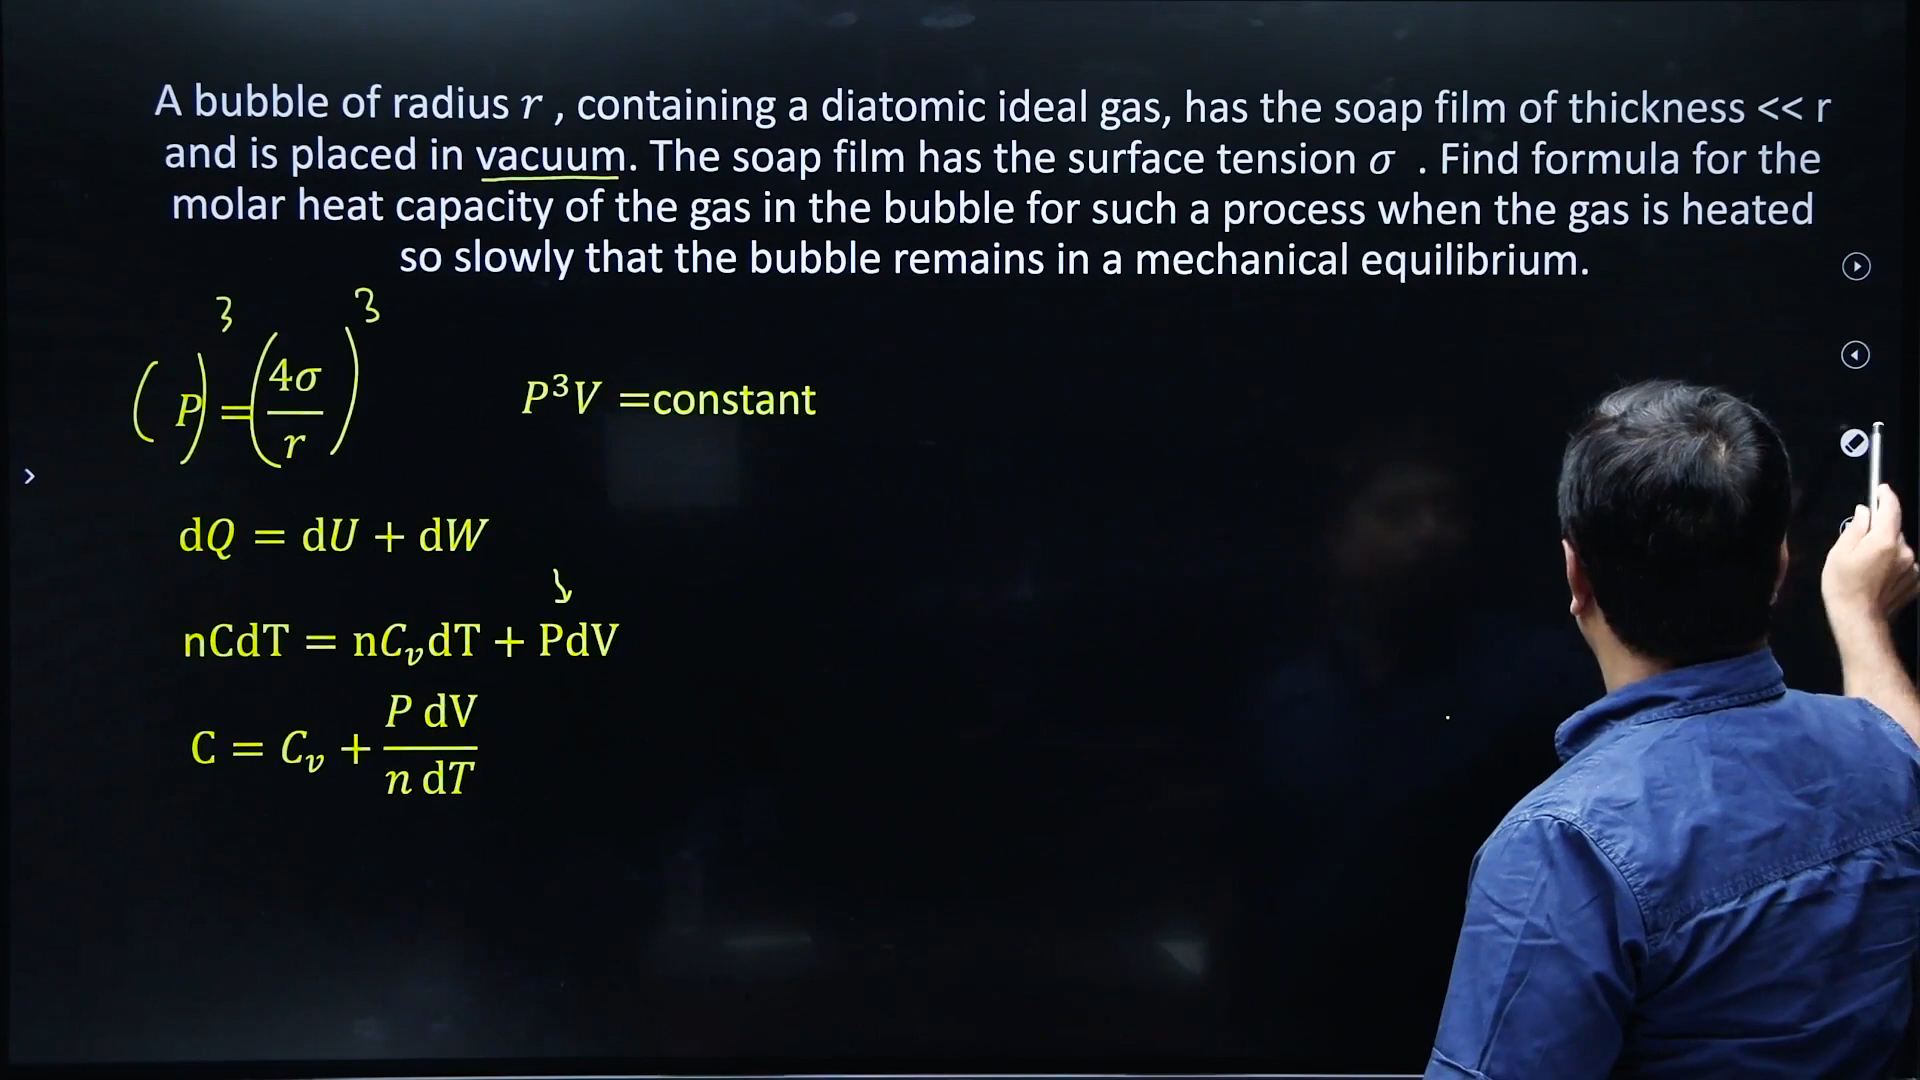 A bubble of radius r , containing a diatomic ideal gas, has the soap film of thickness << r
and is placed in vacuum. The soap film has the surface tension σ . Find formula for the
molar heat capacity of the gas in the bubble for such a process when the gas is heated
so slowly that the bubble remains in a mechanical equilibrium.
(P)³ = (4σ/r)³
P³V =constant
dQ = dU + dW
nCdT = nCᵥdT + PdV
C = Cᵥ + P dV / n dT